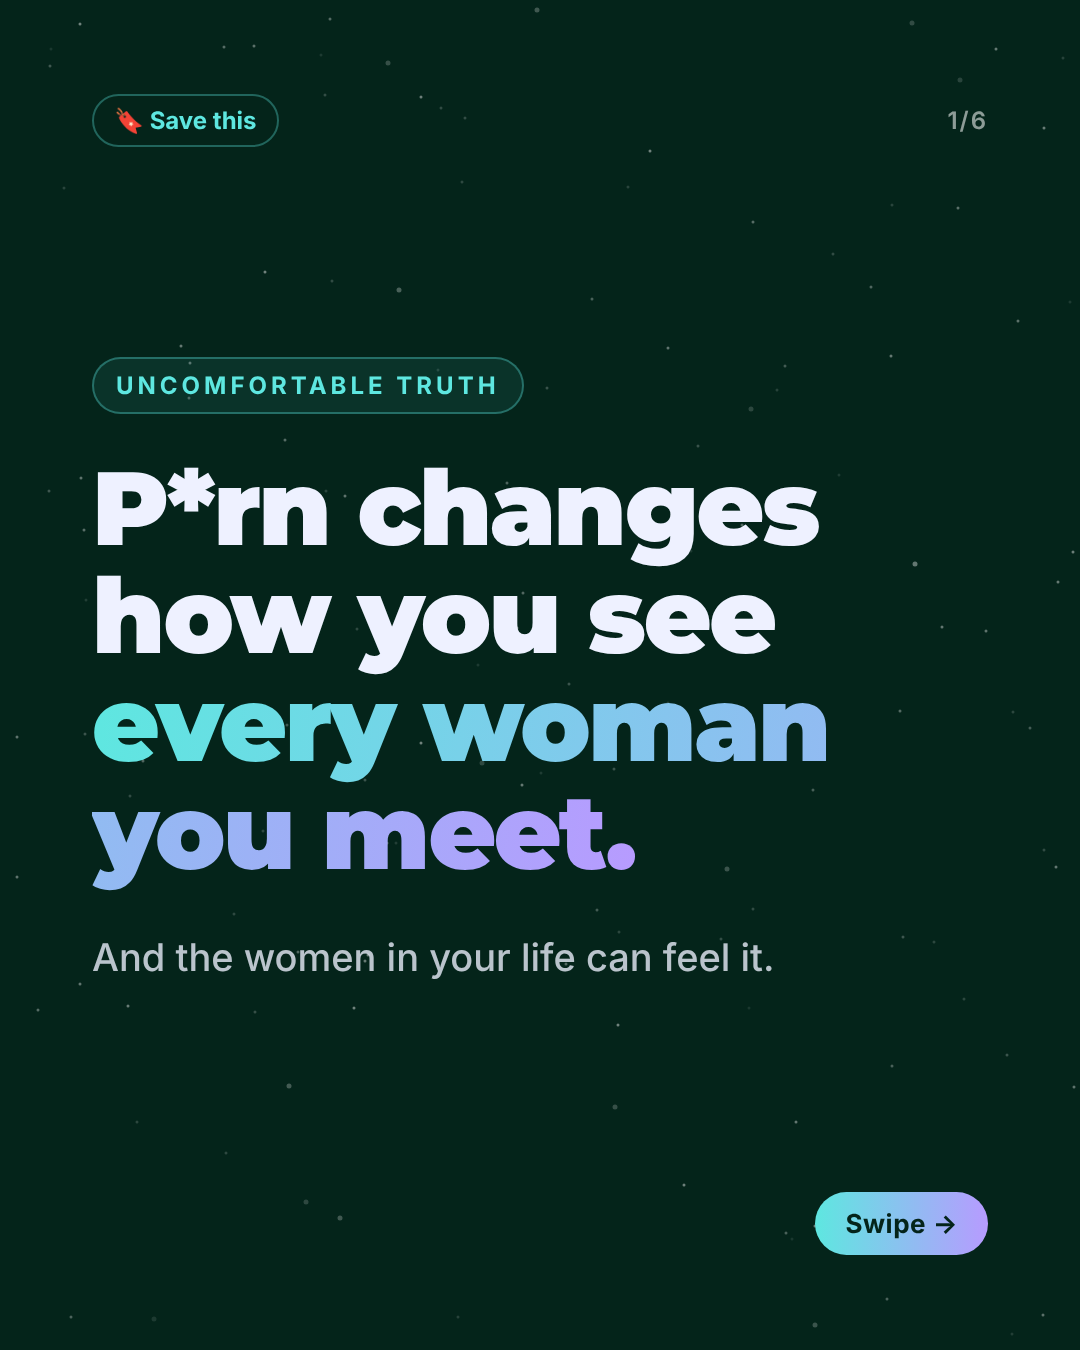 🔖 Save this
1/6
UNCOMFORTABLE TRUTH
P*rn changes
how you see
every woman
you meet.
And the women in your life can feel it.
Swipe →